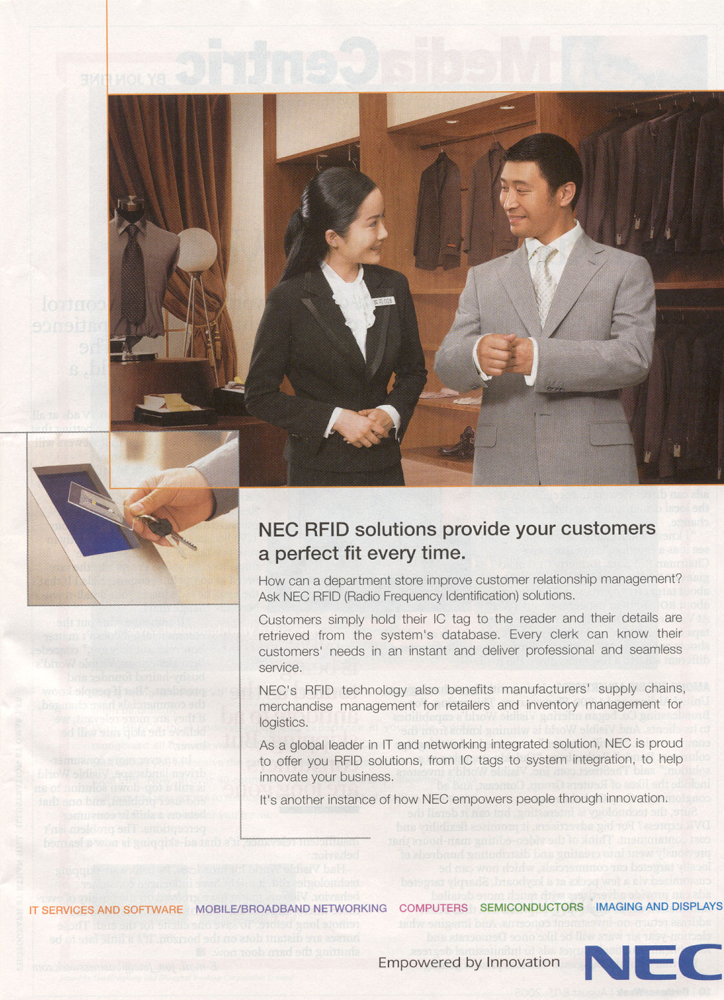 NEC RFID solutions provide your customers
a perfect fit every time.
How can a department store improve customer relationship management?
Ask NEC RFID (Radio Frequency Identification) solutions.
Customers simply hold their IC tag to the reader and their details are
retrieved from the system's database. Every clerk can know their
customers' needs in an instant and deliver professional and seamless
service.
NEC's RFID technology also benefits manufacturers' supply chains,
merchandise management for retailers and inventory management for
logistics.
As a global leader in IT and networking integrated solution, NEC is proud
to offer you RFID solutions, from IC tags to system integration, to help
innovate your business.
It's another instance of how NEC empowers people through innovation.
IT SERVICES AND SOFTWARE MOBILE/BROADBAND NETWORKING COMPUTERS SEMICONDUCTORS IMAGING AND DISPLAYS
Empowered by Innovation NEC